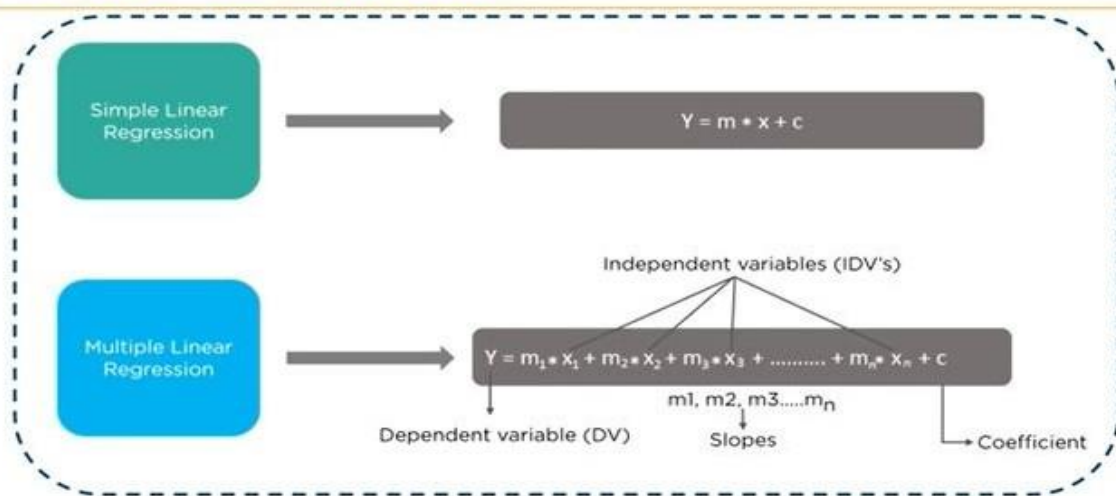 Simple Linear
Regression
Y = m * x + c
Independent variables (IDV's)
Multiple Linear
Regression
Y = m₁ * x₁ + m₂ * x₂ + m₃ * x₃ + .......... + mₙ * xₙ + c
m1, m2, m3.....mₙ
Dependent variable (DV)
Slopes
Coefficient